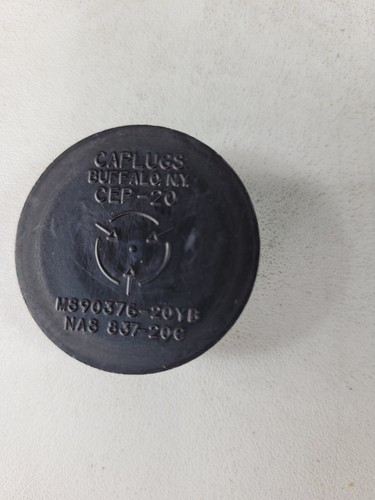 CAPLUGS
BUFFALO, N.Y.
CEP-20
MS90376-20YB
NAS 837-20C